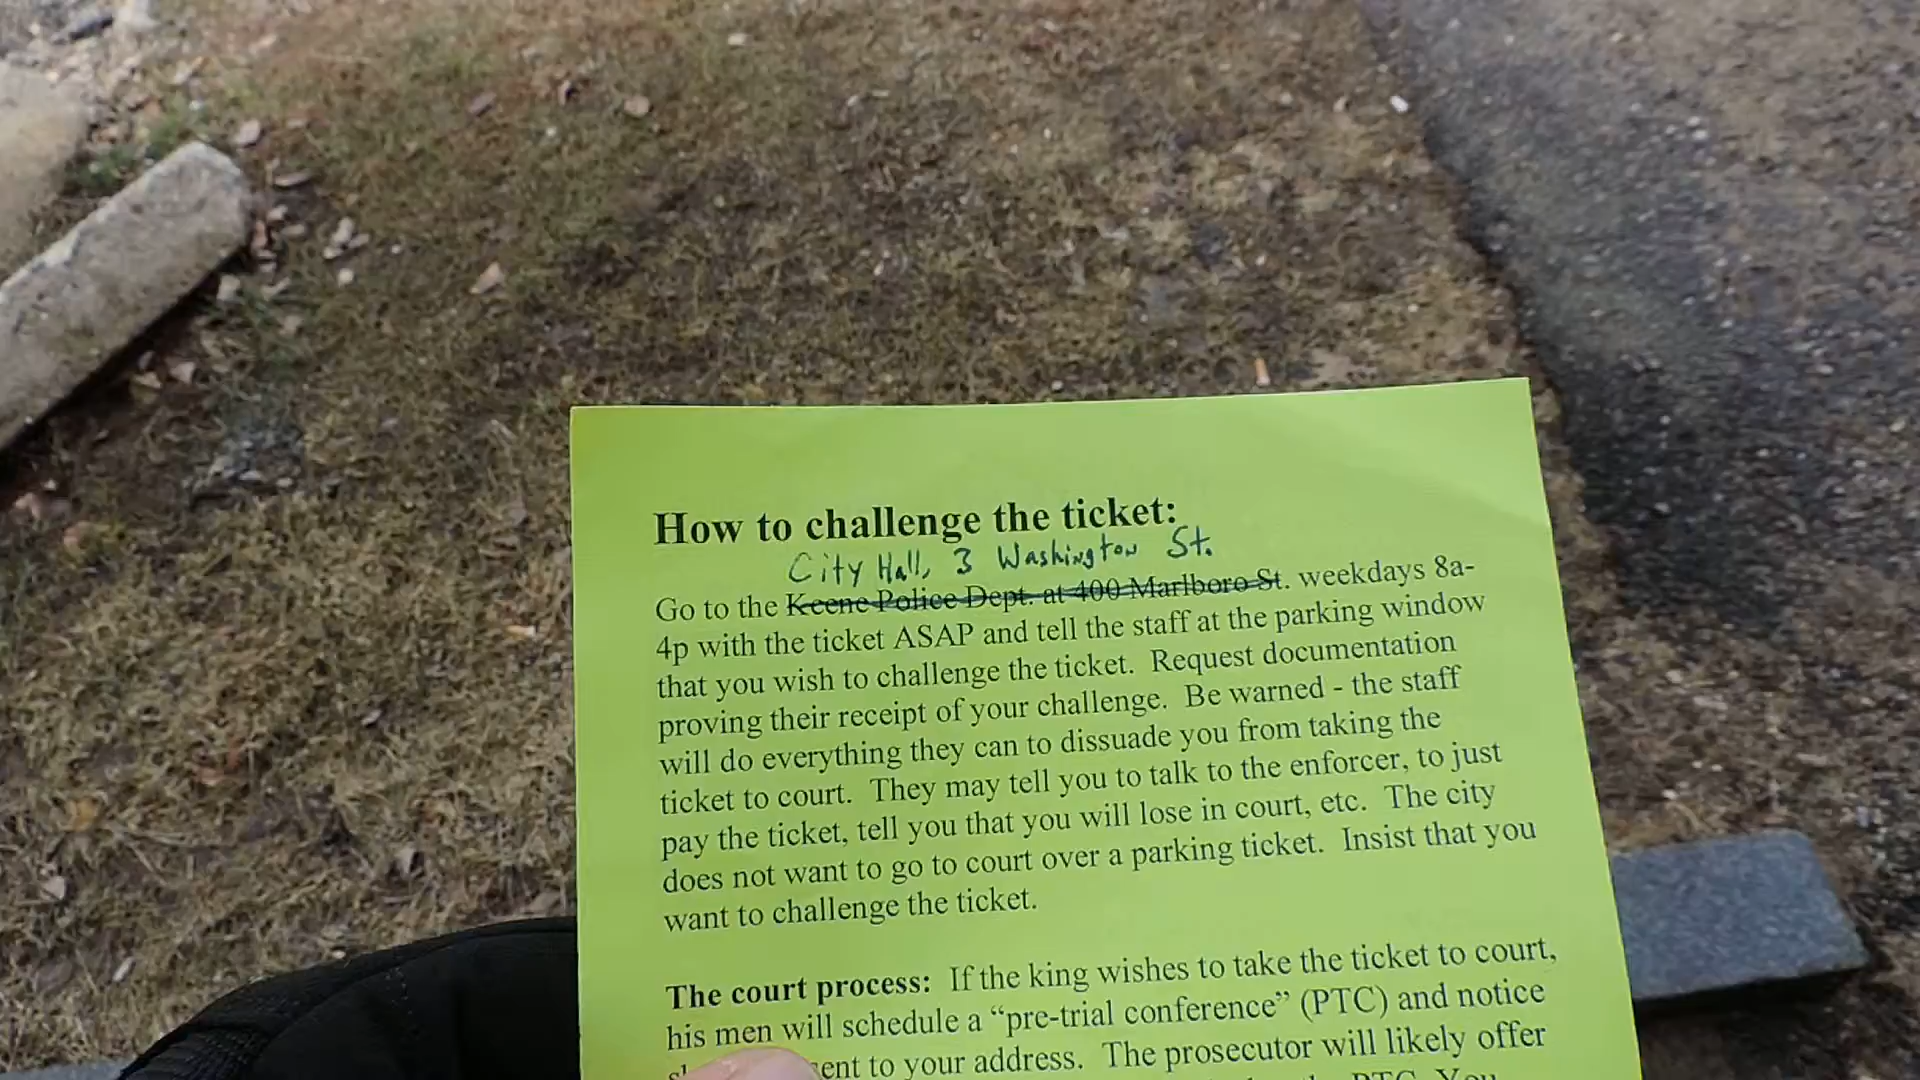 How to challenge the ticket:
City Hall, 3 Washington St.
Go to the Keene Police Dept. at 400 Marlboro St. weekdays 8a-
4p with the ticket ASAP and tell the staff at the parking window
that you wish to challenge the ticket. Request documentation
proving their receipt of your challenge. Be warned - the staff
will do everything they can to dissuade you from taking the
ticket to court. They may tell you to talk to the enforcer, to just
pay the ticket, tell you that you will lose in court, etc. The city
does not want to go to court over a parking ticket. Insist that you
want to challenge the ticket.
The court process: If the king wishes to take the ticket to court,
his men will schedule a “pre-trial conference” (PTC) and notice
to your address. The prosecutor will likely offer
PTC. You